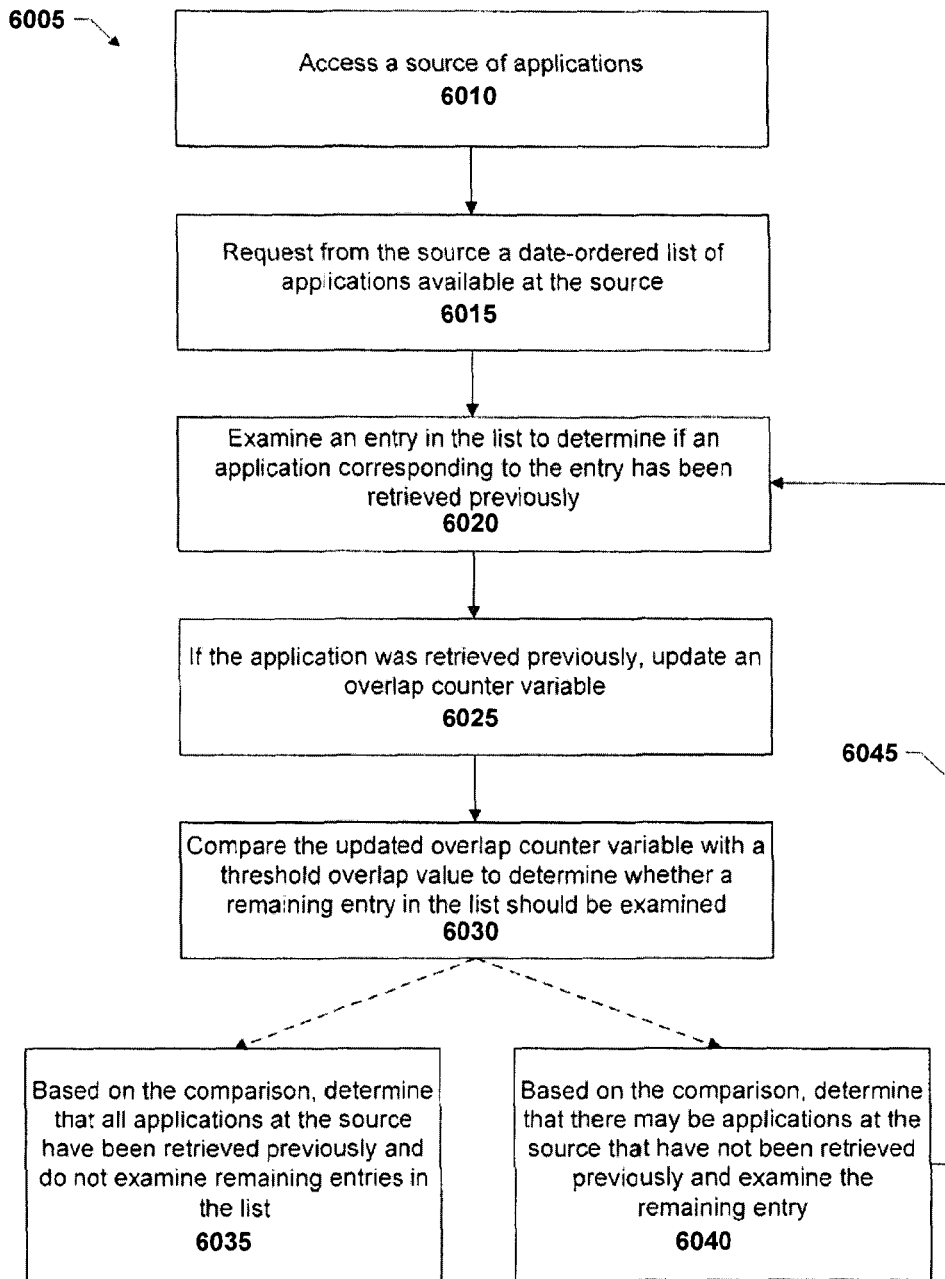 6005
Access a source of applications
6010
Request from the source a date-ordered list of
applications available at the source
6015
Examine an entry in the list to determine if an
application corresponding to the entry has been
retrieved previously
6020
If the application was retrieved previously, update an
overlap counter variable
6025
6045
Compare the updated overlap counter variable with a
threshold overlap value to determine whether a
remaining entry in the list should be examined
6030
Based on the comparison, determine
that all applications at the source
have been retrieved previously and
do not examine remaining entries in
the list
6035
Based on the comparison, determine
that there may be applications at the
source that have not been retrieved
previously and examine the
remaining entry
6040